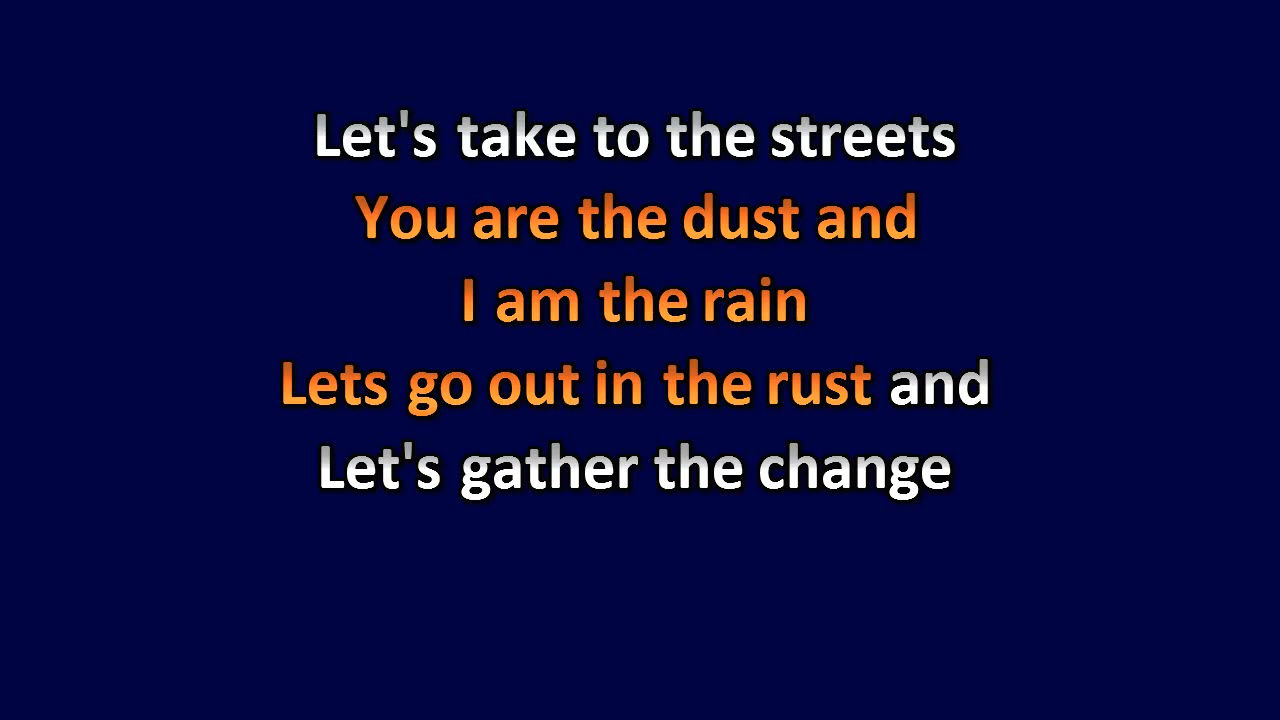 Let's take to the streets
You are the dust and
I am the rain
Lets go out in the rust and
Let's gather the change